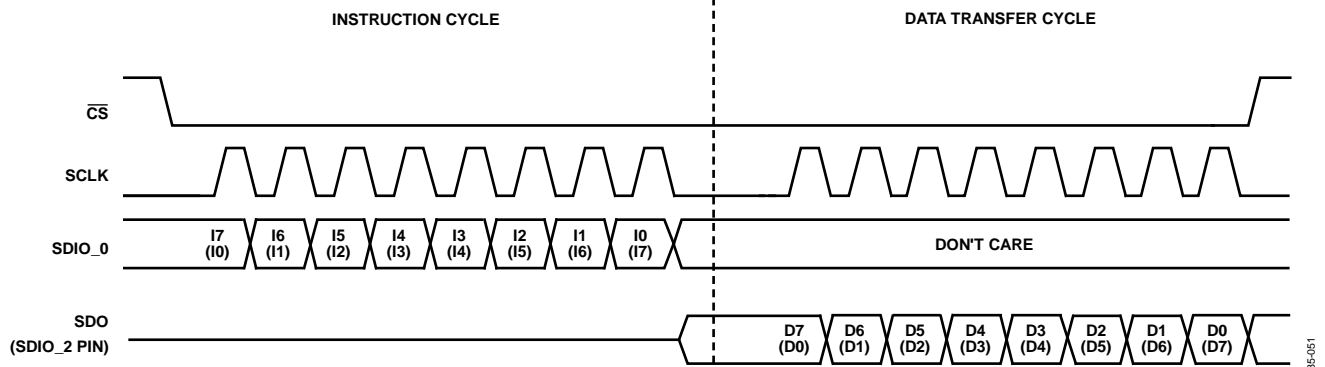 INSTRUCTION CYCLE
DATA TRANSFER CYCLE
CS
SCLK
SDIO_0
I7 I6 I5 I4 I3 I2 I1 I0
(I0) (I1) (I2) (I3) (I4) (I5) (I6) (I7)
DON'T CARE
SDO
(SDIO_2 PIN)
D7 D6 D5 D4 D3 D2 D1 D0
(D0) (D1) (D2) (D3) (D4) (D5) (D6) (D7)
35-051